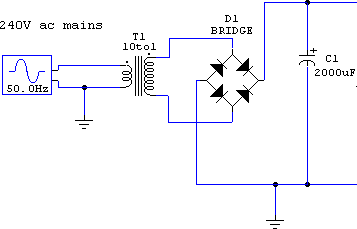 240V ac mains
D1
BRIDGE
T1
10to1
50.0Hz
+
C1
2000uF